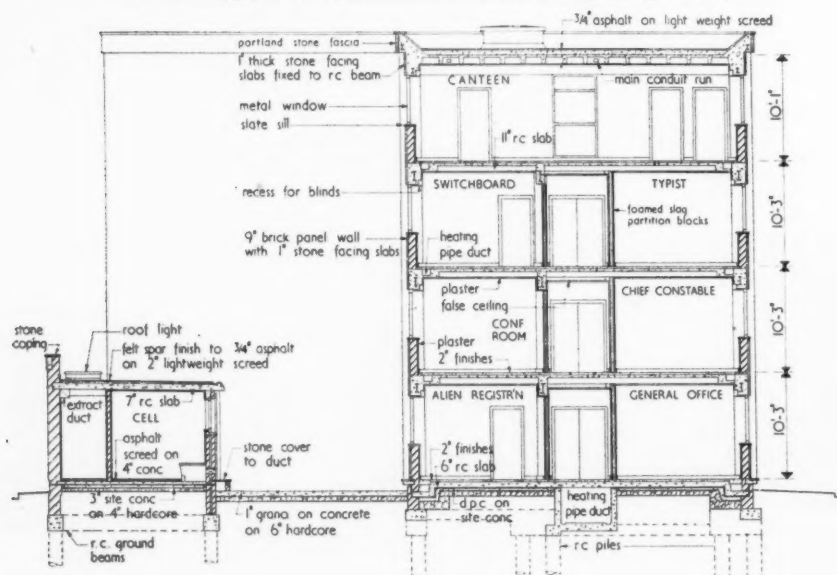 3/4" asphalt on light weight screed
portland stone fascia
1" thick stone facing
slabs fixed to rc beam
CANTEEN
main conduit run
metal window
slate sill
10'-1"
11" rc slab
SWITCHBOARD
TYPIST
recess for blinds
foamed slag
partition blocks
9" brick panel wall
with 1" stone facing slabs
heating
pipe duct
10'-3"
plaster
false ceiling
CHIEF CONSTABLE
CONF
ROOM
plaster
2" finishes
10'-3"
stone
coping
roof light
felt spar finish to 3/4" asphalt
on 2" lightweight screed
7" rc slab
extract
duct
CELL
asphalt
screed on
4" conc
stone cover
to duct
ALIEN REGISTR'N
GENERAL OFFICE
2" finishes
6" rc slab
10'-3"
3" site conc
on 4" hardcore
1" grano on concrete
on 6" hardcore
d.p.c on
site conc
heating
pipe duct
r.c. ground
beams
rc piles